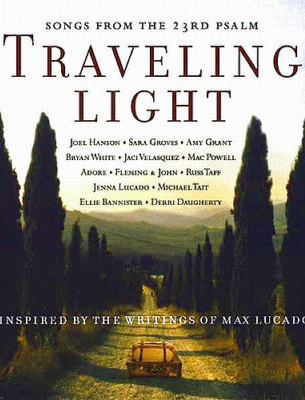 SONGS FROM THE 23RD PSALM
TRAVELING
LIGHT
JOEL HANSON • SARA GROVES • AMY GRANT
BRYAN WHITE • JACI VELASQUEZ • MAC POWELL
ADORE • FLEMING & JOHN • RUSS TAFF
JENNA LUCADO • MICHAEL TAIT
ELLIE BANNISTER • DERRI DAUGHERTY
INSPIRED BY THE WRITINGS OF MAX LUCADO